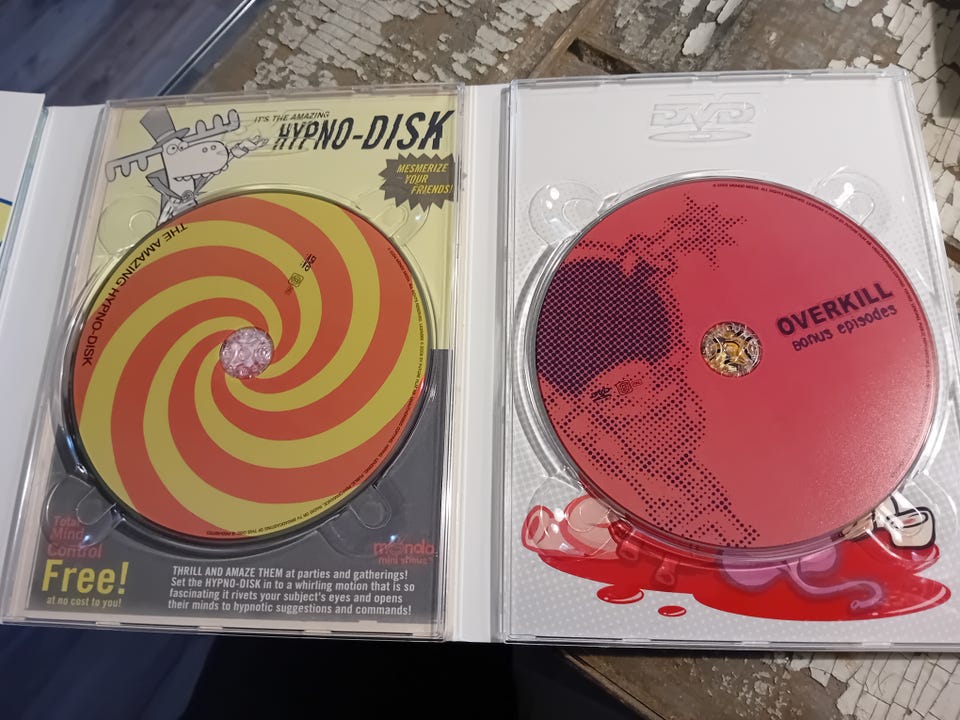 IT'S THE AMAZING
HYPNO-DISK
MESMERIZE
YOUR
FRIENDS!
THE AMAZING HYPNO-DISK
Total
Mind
Control
Free!
at no cost to you!
mondo
mini shows
THRILL AND AMAZE THEM at parties and gatherings!
Set the HYPNO-DISK in to a whirling motion that is so
fascinating it rivets your subject's eyes and opens
their minds to hypnotic suggestions and commands!
DVD
OVERKILL
BONUS EPISODES